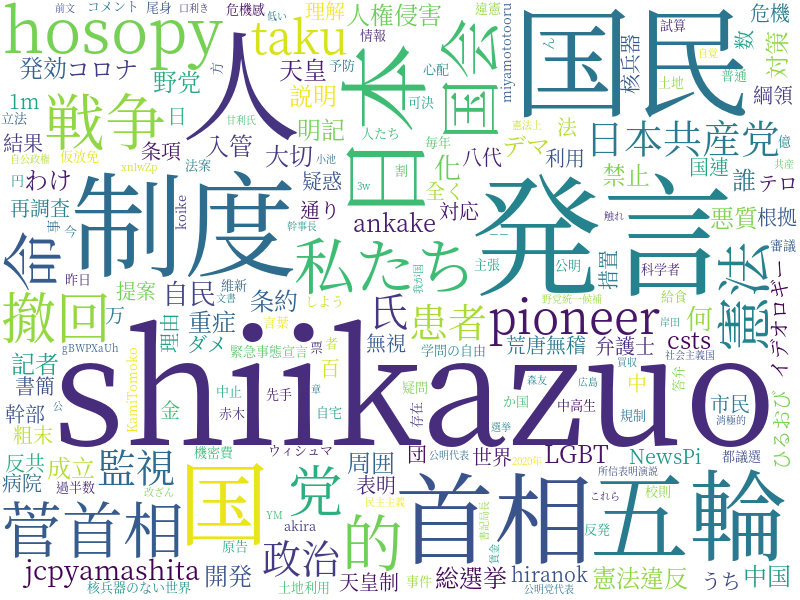 前文
コメント
尾身
口利き
危機感
低い
理解
人権侵害
違憲
miyamototooru
ん
試算
自覚
危機
hosopy
taku
人
国会
国民
核兵器
数
対策
方
情報
予防
心配
普通
土地
発効
コロナ
野党
天皇
説明
日本
可決
綱領
1m
戦争
日
明記
甘利氏
人たち
憲法上
法
日本共産党
億
立法
結果
条項
入管
大切
小池
毎年
化
八代
デマ
利用
国連
誰
共産
自公政権
仮放免
xnlwZp
法案
割
3w
全く
禁止
テロ
円
わけ
制度
疑惑
発言
悪質
根拠
再調査
koike
通り
ankake
対応
触れ
審議
事
今
幹事長
主張
公明
措置
科学者
命
昨日
維新
文書
私たち
我が国
野党統一候補
給食
岸田
憲法
イデオロギー
提案
自民
しよう
条約
撤回
万
言葉
氏
患者
pioneer
何
社会主義国
gBWPXaUh
理由
重症
緊急事態宣言
票
者
無視
学問の自由
荒唐無稽
弁護士
csts
記者
ダメ
百
疑問
広島
買収
答弁
書簡
KamiTomoko
中止
先手
章
か国
森友
中
ひるおび
幹部
金
公
赤木
自宅
存在
中高生
規制
市民
消極的
粗末
shiikazuo
選挙
反共
成立
機密費
ウィシュマ
団
公明代表
世界
LGBT
NewsPi
都議選
病院
監視
周囲
2020年
所信表明演説
過半数
改ざん
党
表明
民主主義
これら
校則
菅首相
国
YM
akira
的
首相
五輪
書記局長
反発
原告
政治
賃金
jcpyamashita
開発
天皇制
事件
総選挙
hiranok
憲法違反
うち
中国
核兵器のない世界
土地利用
公明党代表